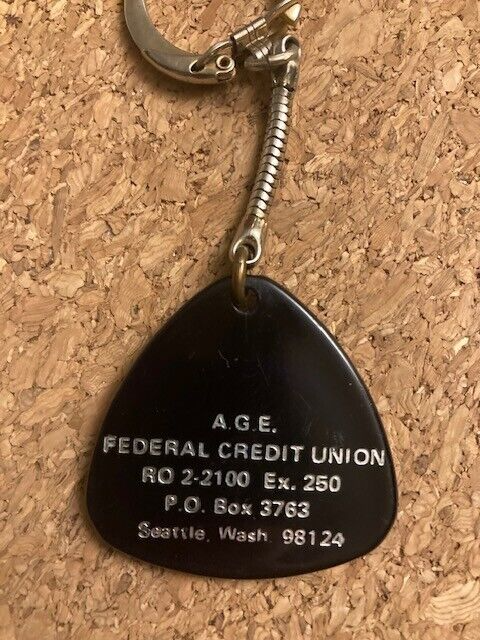 A.G.E.
FEDERAL CREDIT UNION
RO 2-2100 Ex. 250
P.O. Box 3763
Seattle, Wash. 98124